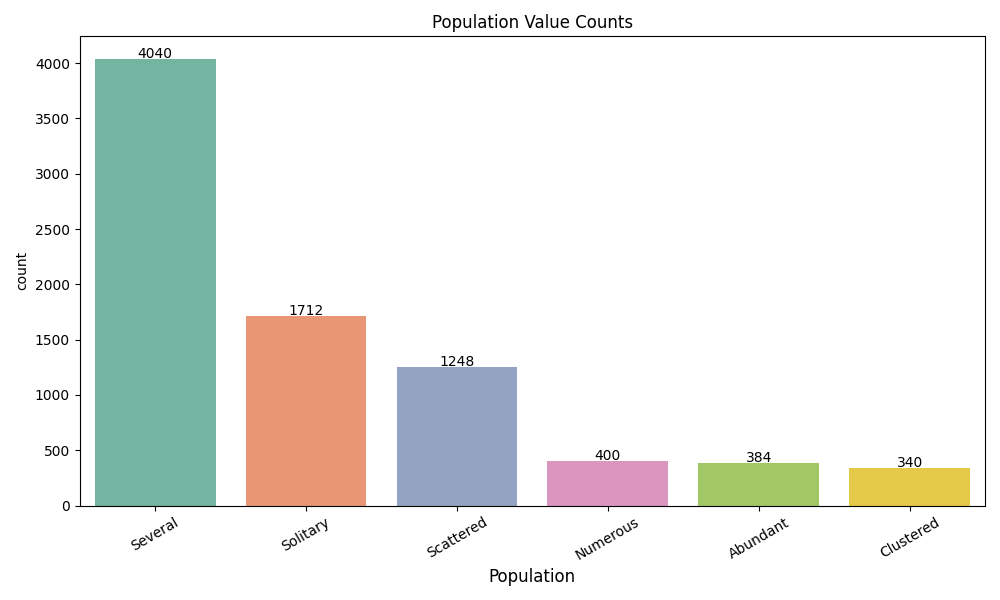 Population Value Counts
4040
1712
1248
400
384
340
4000
3500
3000
2500
2000
1500
1000
500
0
count
Several
Solitary
Scattered
Numerous
Abundant
Clustered
Population